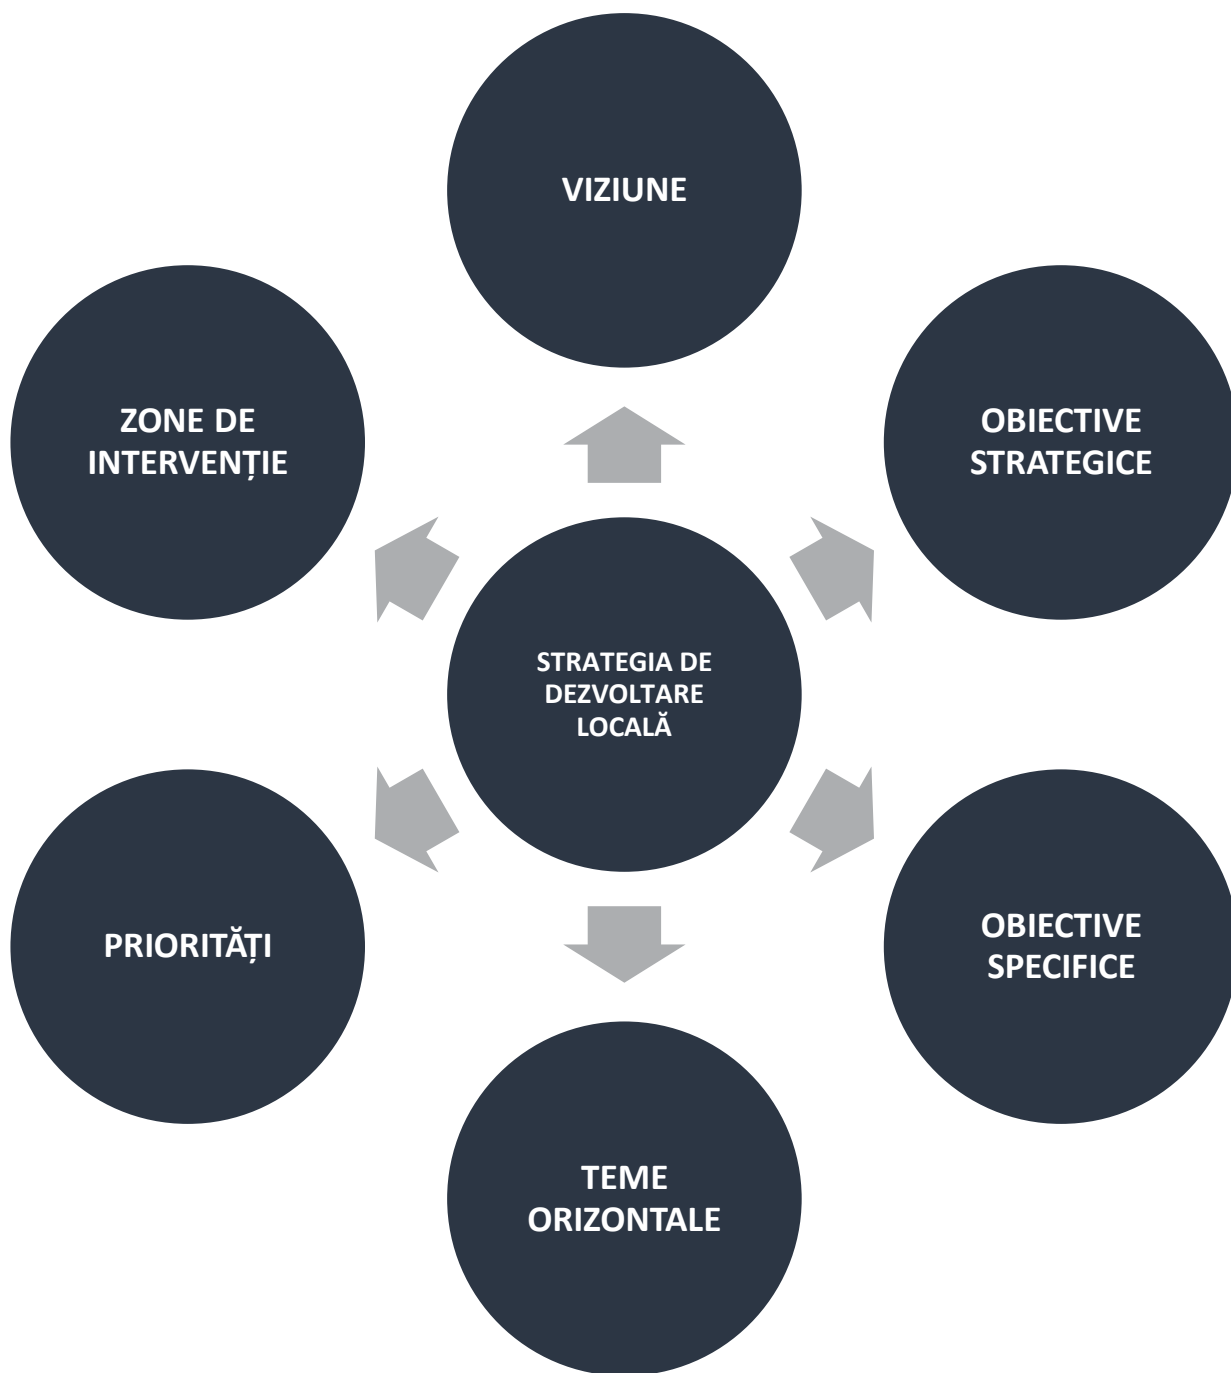 VIZIUNE
ZONE DE
INTERVENȚIE
OBIECTIVE
STRATEGICE
STRATEGIA DE
DEZVOLTARE
LOCALĂ
PRIORITĂȚI
OBIECTIVE
SPECIFICE
TEME
ORIZONTALE